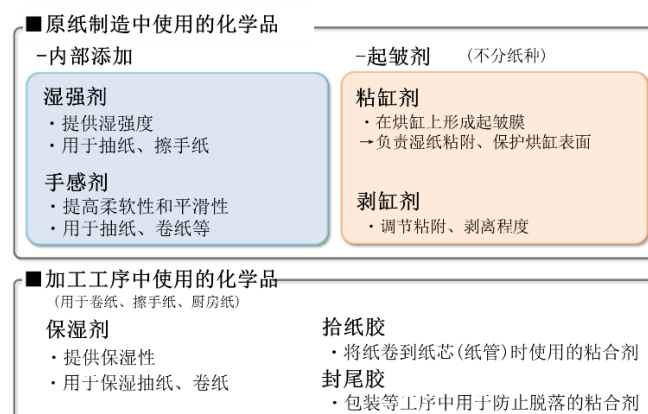 ■原纸制造中使用的化学品
-内部添加
湿强剂
・提供湿强度
・用于抽纸、擦手纸
手感剂
・提高柔软性和平滑性
・用于抽纸、卷纸等
-起皱剂 (不分纸种)
粘缸剂
・在烘缸上形成起皱膜
→负责湿纸粘附、保护烘缸表面
剥缸剂
・调节粘附、剥离程度
■加工工序中使用的化学品
(用于卷纸、擦手纸、厨房纸)
保湿剂
・提供保湿性
・用于保湿抽纸、卷纸
拾纸胶
・将纸卷到纸芯(纸管)时使用的粘合剂
封尾胶
・包装等工序中用于防止脱落的粘合剂